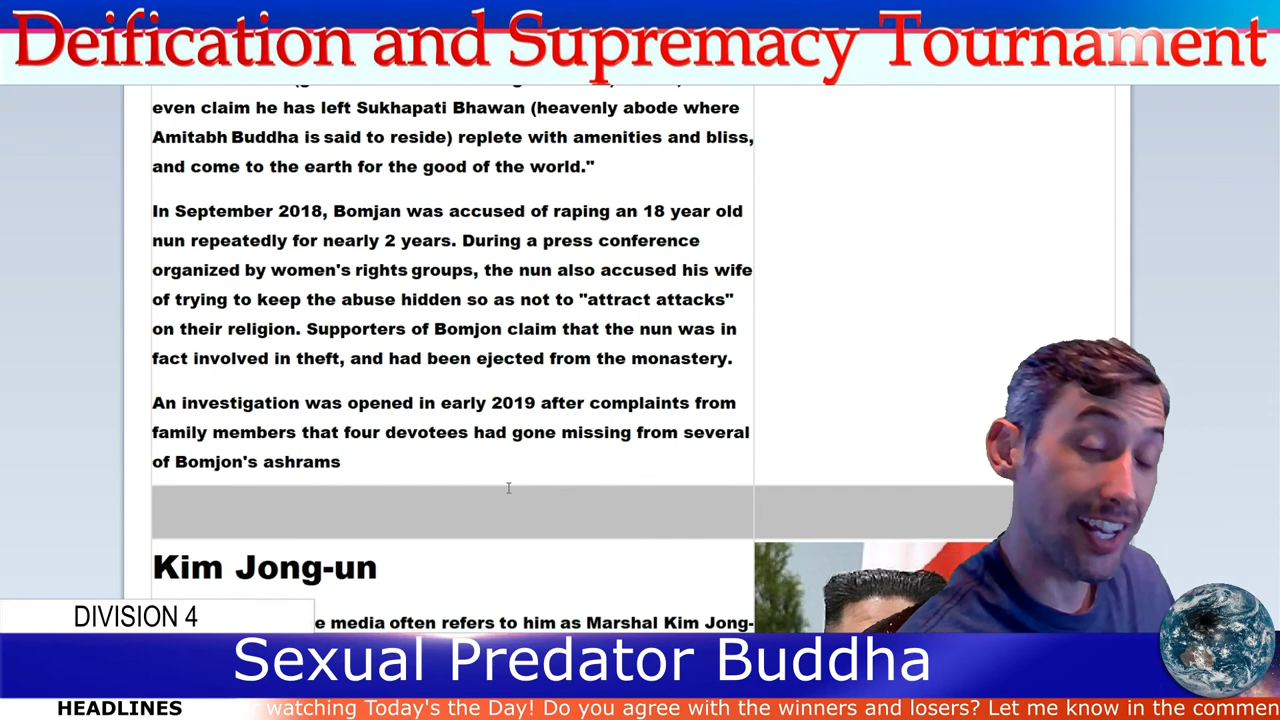 Deification and Supremacy Tournament
even claim he has left Sukhapati Bhawan (heavenly abode where
Amitabh Buddha is said to reside) replete with amenities and bliss,
and come to the earth for the good of the world."
In September 2018, Bomjan was accused of raping an 18 year old
nun repeatedly for nearly 2 years. During a press conference
organized by women's rights groups, the nun also accused his wife
of trying to keep the abuse hidden so as not to "attract attacks"
on their religion. Supporters of Bomjon claim that the nun was in
fact involved in theft, and had been ejected from the monastery.
An investigation was opened in early 2019 after complaints from
family members that four devotees had gone missing from several
of Bomjon's ashrams
Kim Jong-un
e media often refers to him as Marshal Kim Jong-
DIVISION 4
Sexual Predator Buddha
HEADLINES
watching Today's the Day! Do you agree with the winners and losers? Let me know in the commen